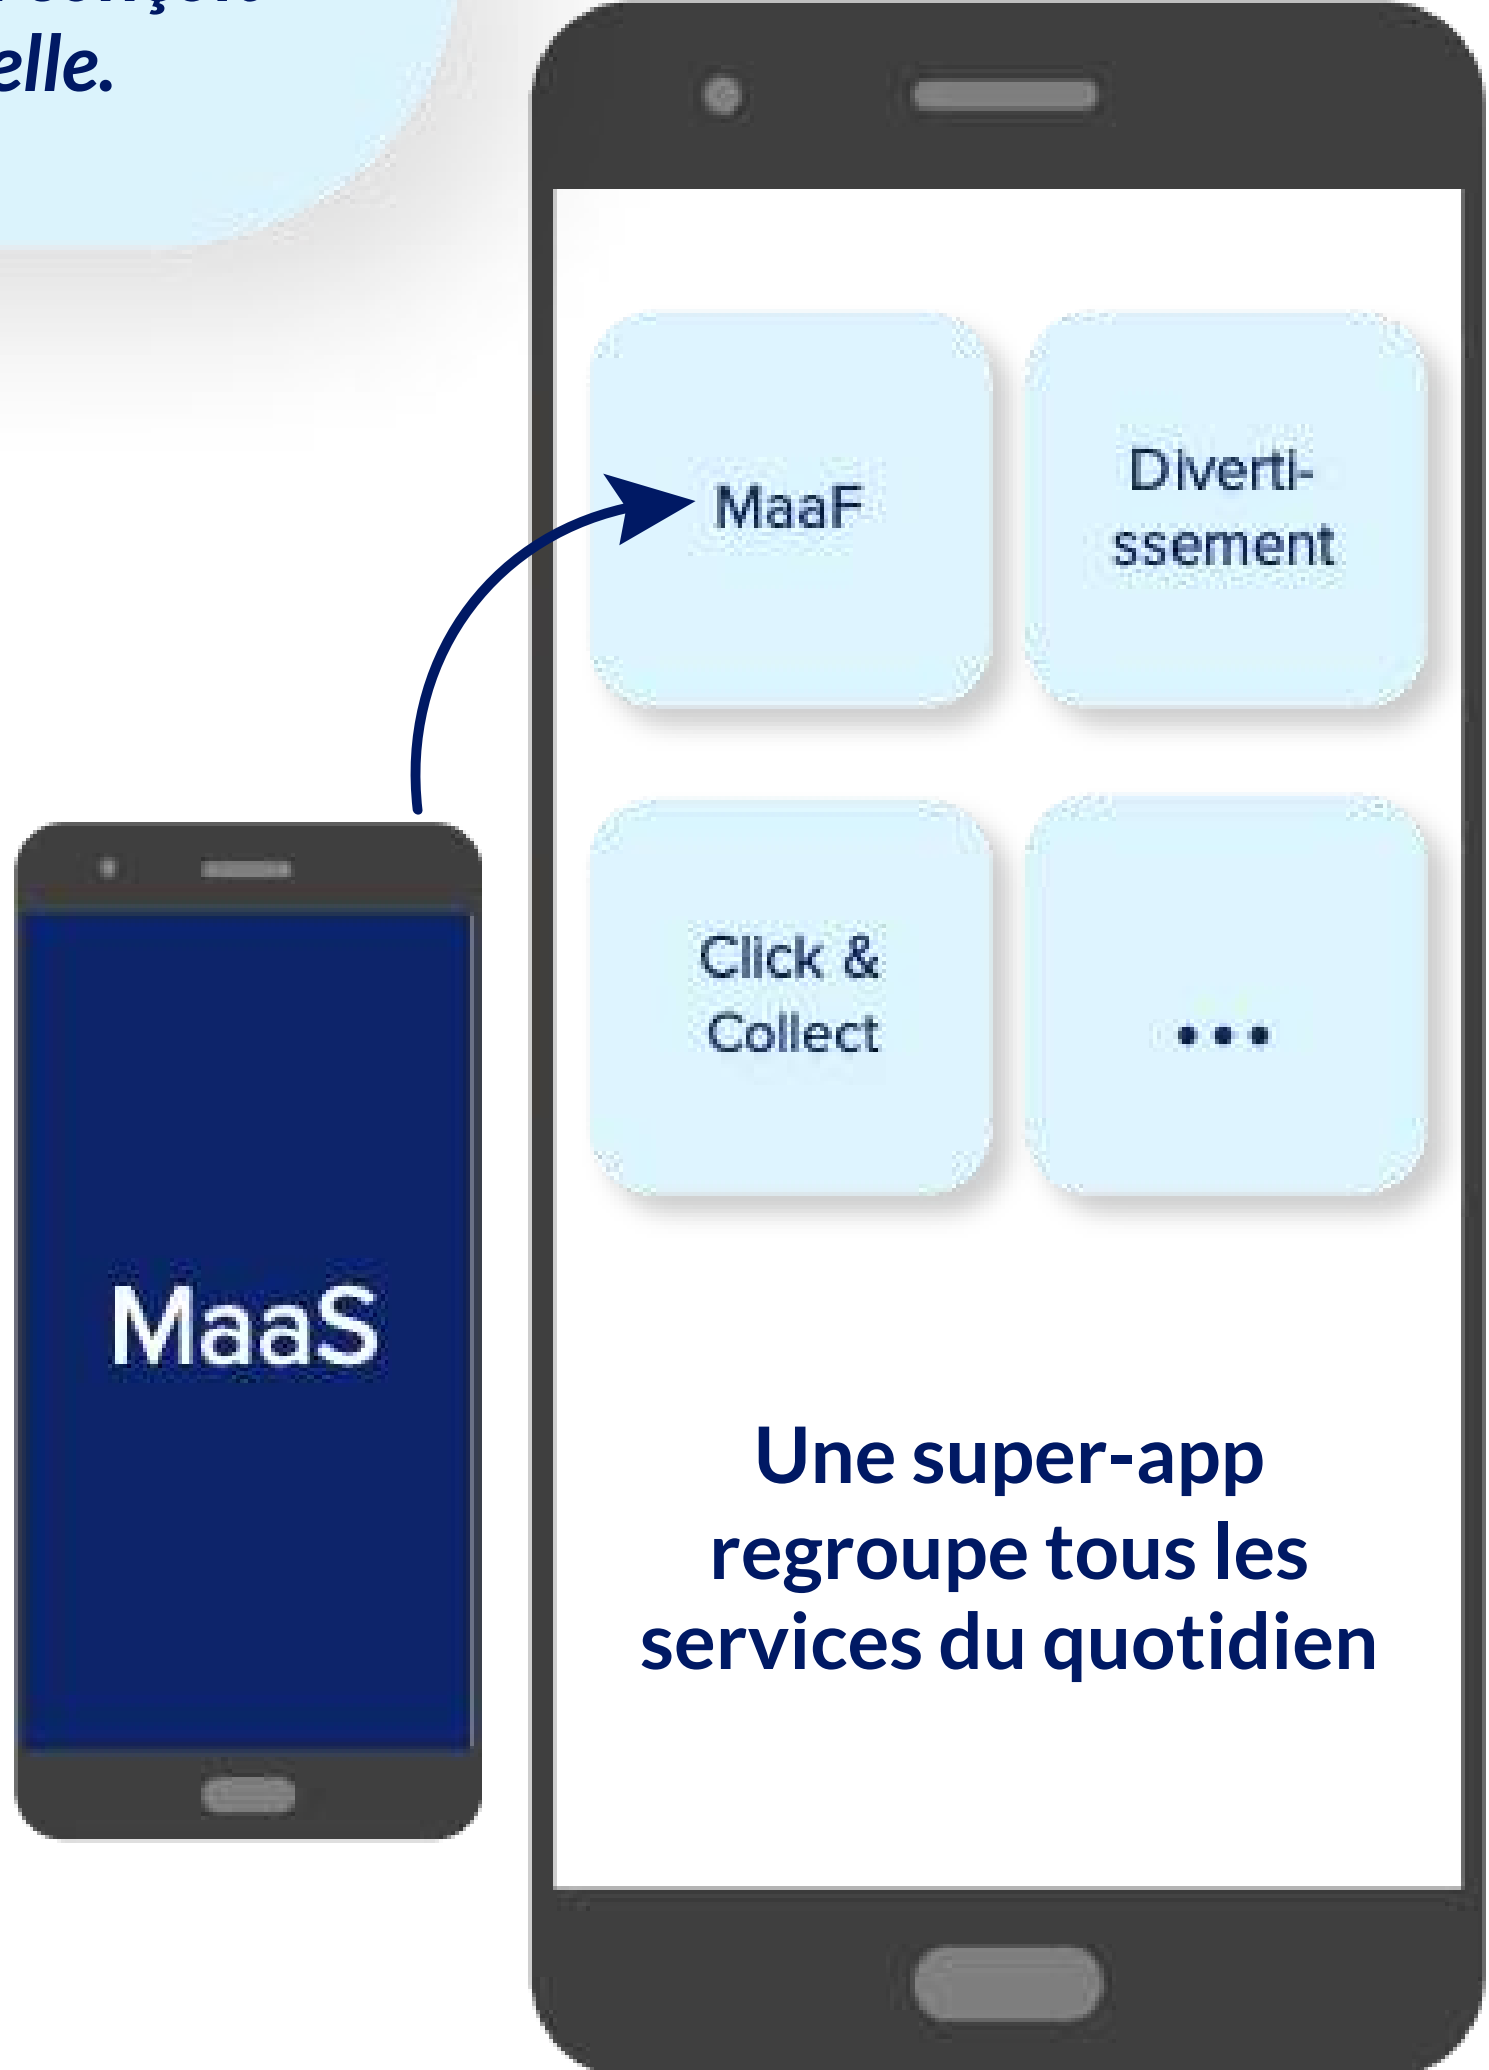 elle.
MaaF
Diverti-
ssement
Click &
Collect
...
MaaS
Une super-app
regroupe tous les
services du quotidien